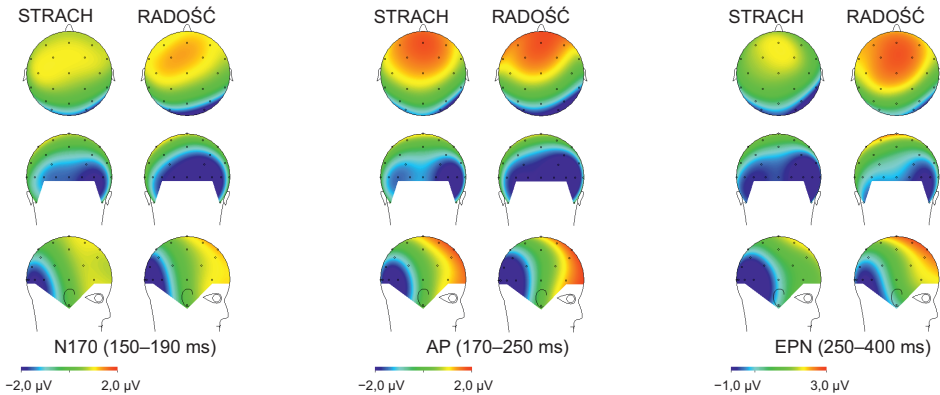 STRACH RADOŚĆ
STRACH RADOŚĆ
STRACH RADOŚĆ
N170 (150–190 ms)
AP (170–250 ms)
EPN (250–400 ms)
−2,0 μV 2,0 μV
−2,0 μV 2,0 μV
−1,0 μV 3,0 μV